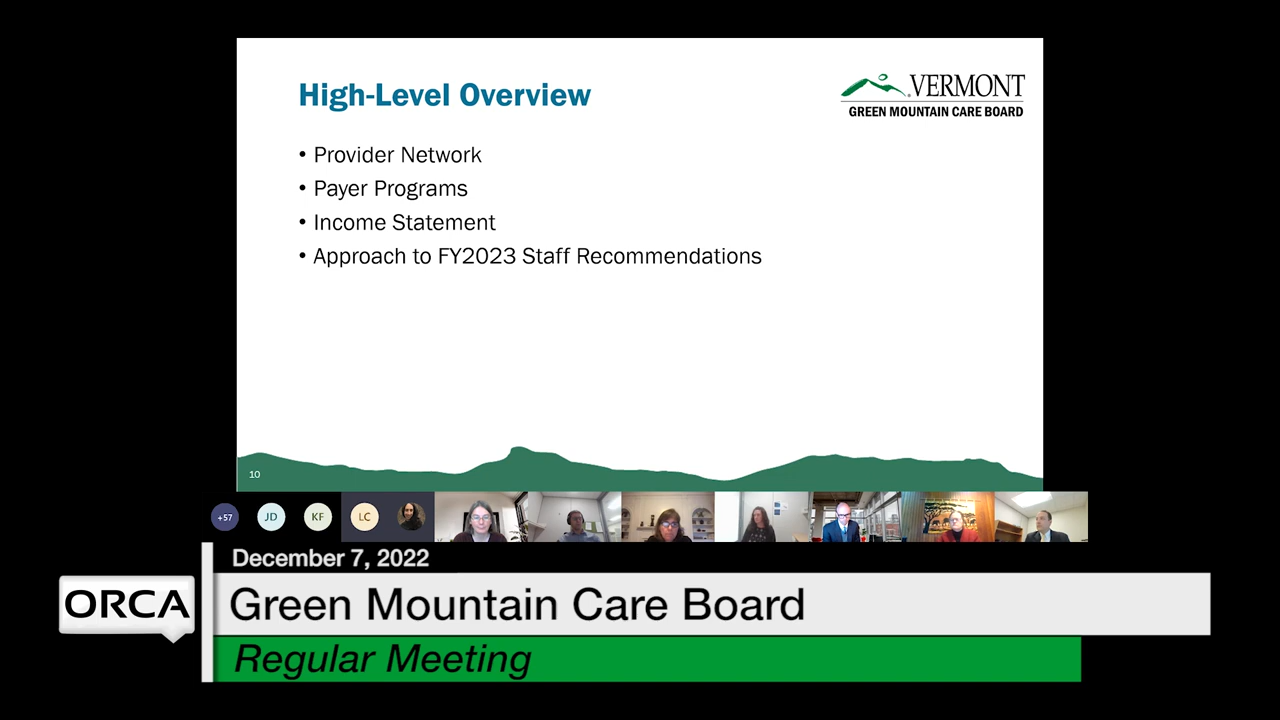 High-Level Overview
VERMONT
GREEN MOUNTAIN CARE BOARD
• Provider Network
• Payer Programs
• Income Statement
• Approach to FY2023 Staff Recommendations
10
+57
JD
KF
LC
December 7, 2022
ORCA
Green Mountain Care Board
Regular Meeting